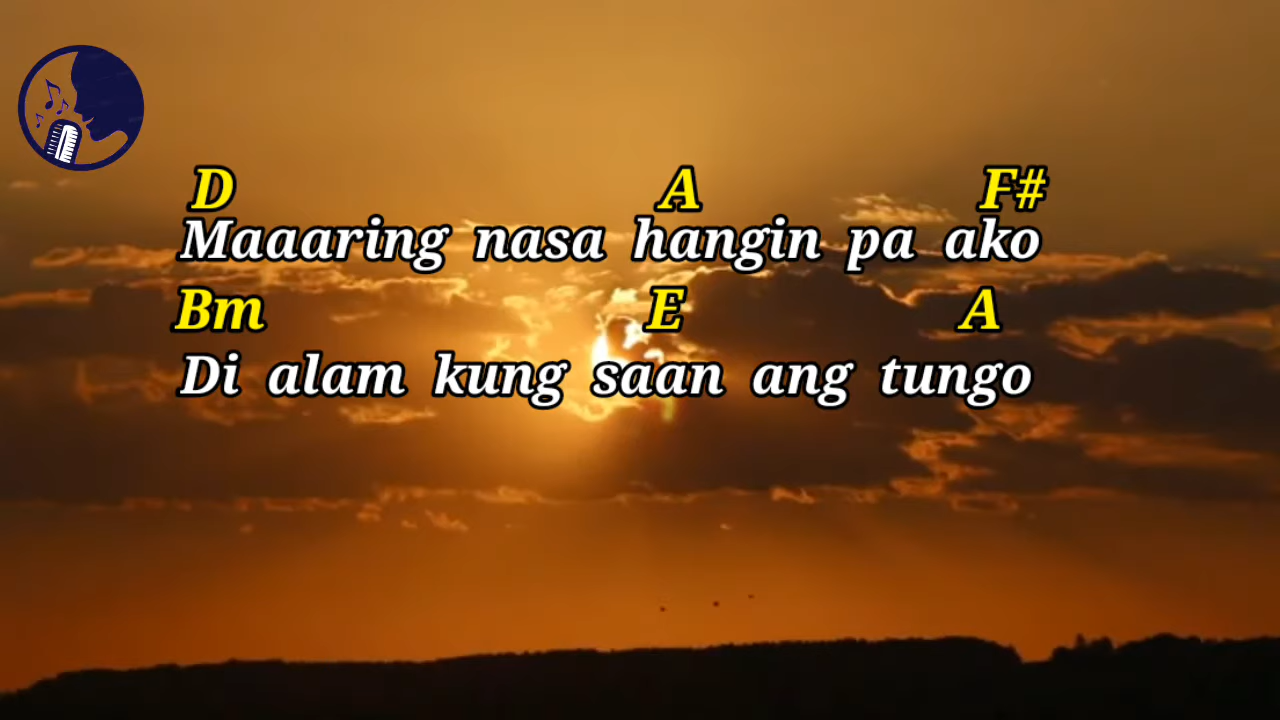 D A F#
Maaaring nasa hangin pa ako
Bm E A
Di alam kung saan ang tungo